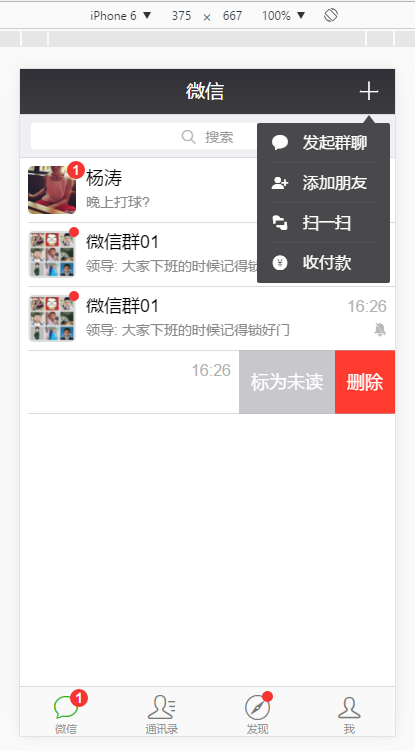 iPhone 6 ▼ 375 × 667 100% ▼
微信
搜索
发起群聊
添加朋友
扫一扫
收付款
1
杨涛
晚上打球?
微信群01
领导: 大家下班的时候记得锁
微信群01
16:26
领导: 大家下班的时候记得锁好门
16:26
标为未读
删除
1
微信
通讯录
发现
我